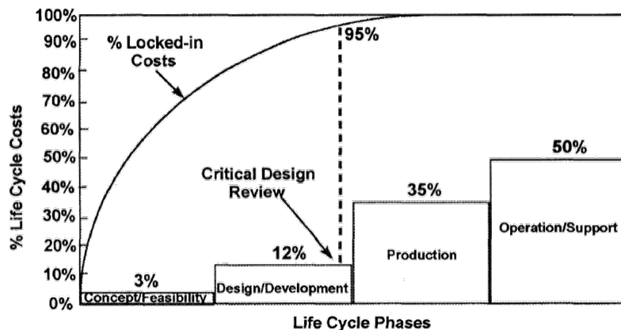 100%
90%
80%
70%
60%
50%
40%
30%
20%
10%
0%
% Life Cycle Costs
% Locked-in
Costs
95%
Critical Design
Review
3%
Concept/Feasibility
12%
Design/Development
35%
Production
50%
Operation/Support
Life Cycle Phases